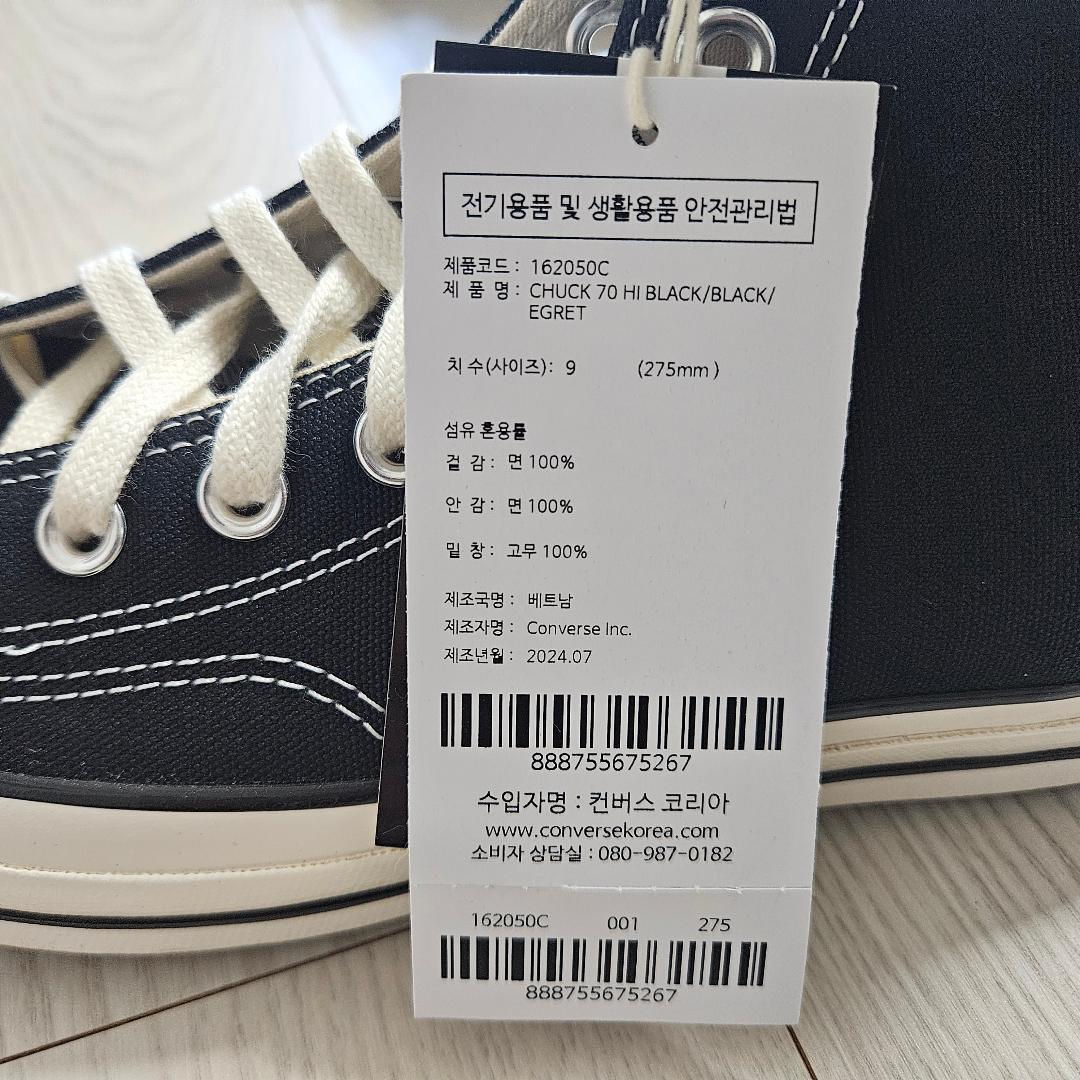 전기용품 및 생활용품 안전관리법
제품코드 : 162050C
제 품 명 : CHUCK 70 HI BLACK/BLACK/
EGRET
치 수(사이즈) : 9 (275mm )
섬유 혼용률
겉 감 : 면 100%
안 감 : 면 100%
밑 창 : 고무 100%
제조국명 : 베트남
제조자명 : Converse Inc.
제조년월 : 2024.07
888755675267
수입자명 : 컨버스 코리아
www.conversekorea.com
소비자 상담실 : 080-987-0182
162050C 001 275
888755675267